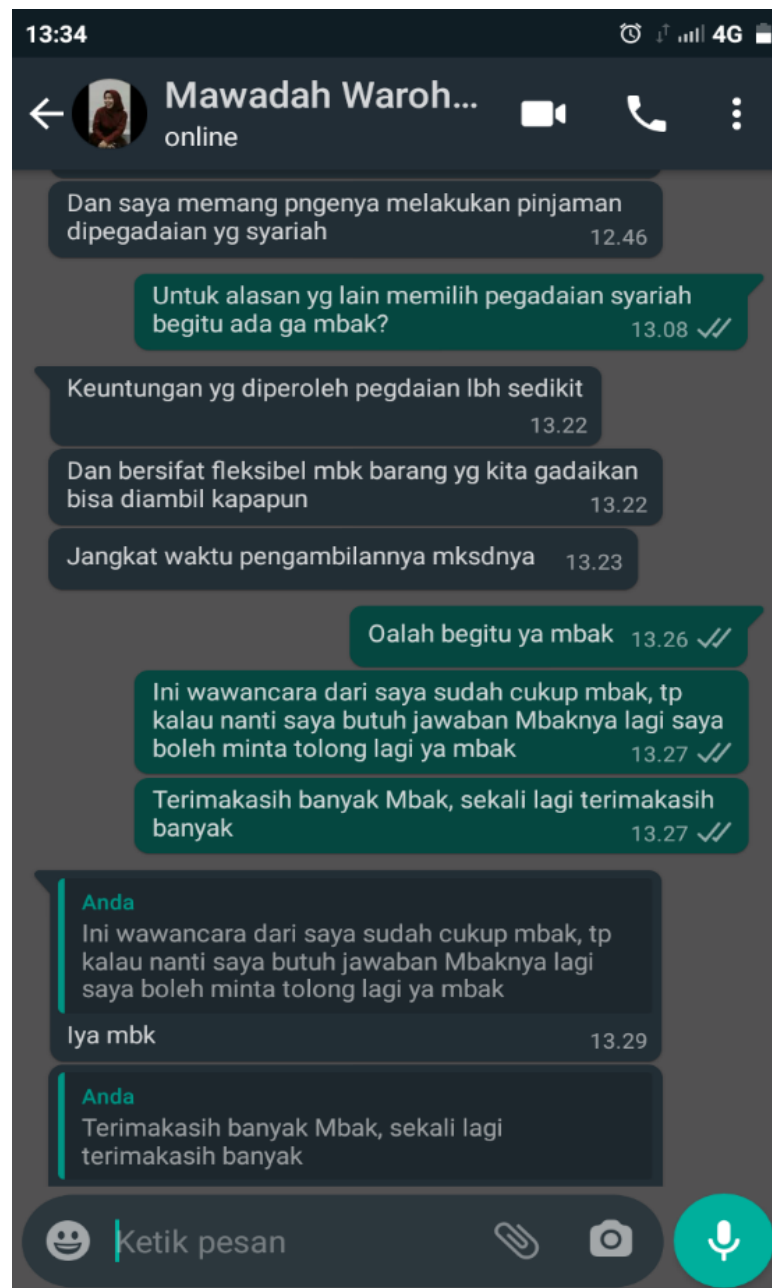 13:34
4G
Mawadah Waroh...
online
Dan saya memang pngenya melakukan pinjaman
dipegadaian yg syariah 12.46
Untuk alasan yg lain memilih pegadaian syariah
begitu ada ga mbak? 13.08
Keuntungan yg diperoleh pegdaian lbh sedikit
13.22
Dan bersifat fleksibel mbk barang yg kita gadaikan
bisa diambil kapapun 13.22
Jangkat waktu pengambilannya mksdnya 13.23
Oalah begitu ya mbak 13.26
Ini wawancara dari saya sudah cukup mbak, tp
kalau nanti saya butuh jawaban Mbaknya lagi saya
boleh minta tolong lagi ya mbak 13.27
Terimakasih banyak Mbak, sekali lagi terimakasih
banyak 13.27
Anda
Ini wawancara dari saya sudah cukup mbak, tp
kalau nanti saya butuh jawaban Mbaknya lagi
saya boleh minta tolong lagi ya mbak
Iya mbk 13.29
Anda
Terimakasih banyak Mbak, sekali lagi
terimakasih banyak
Ketik pesan